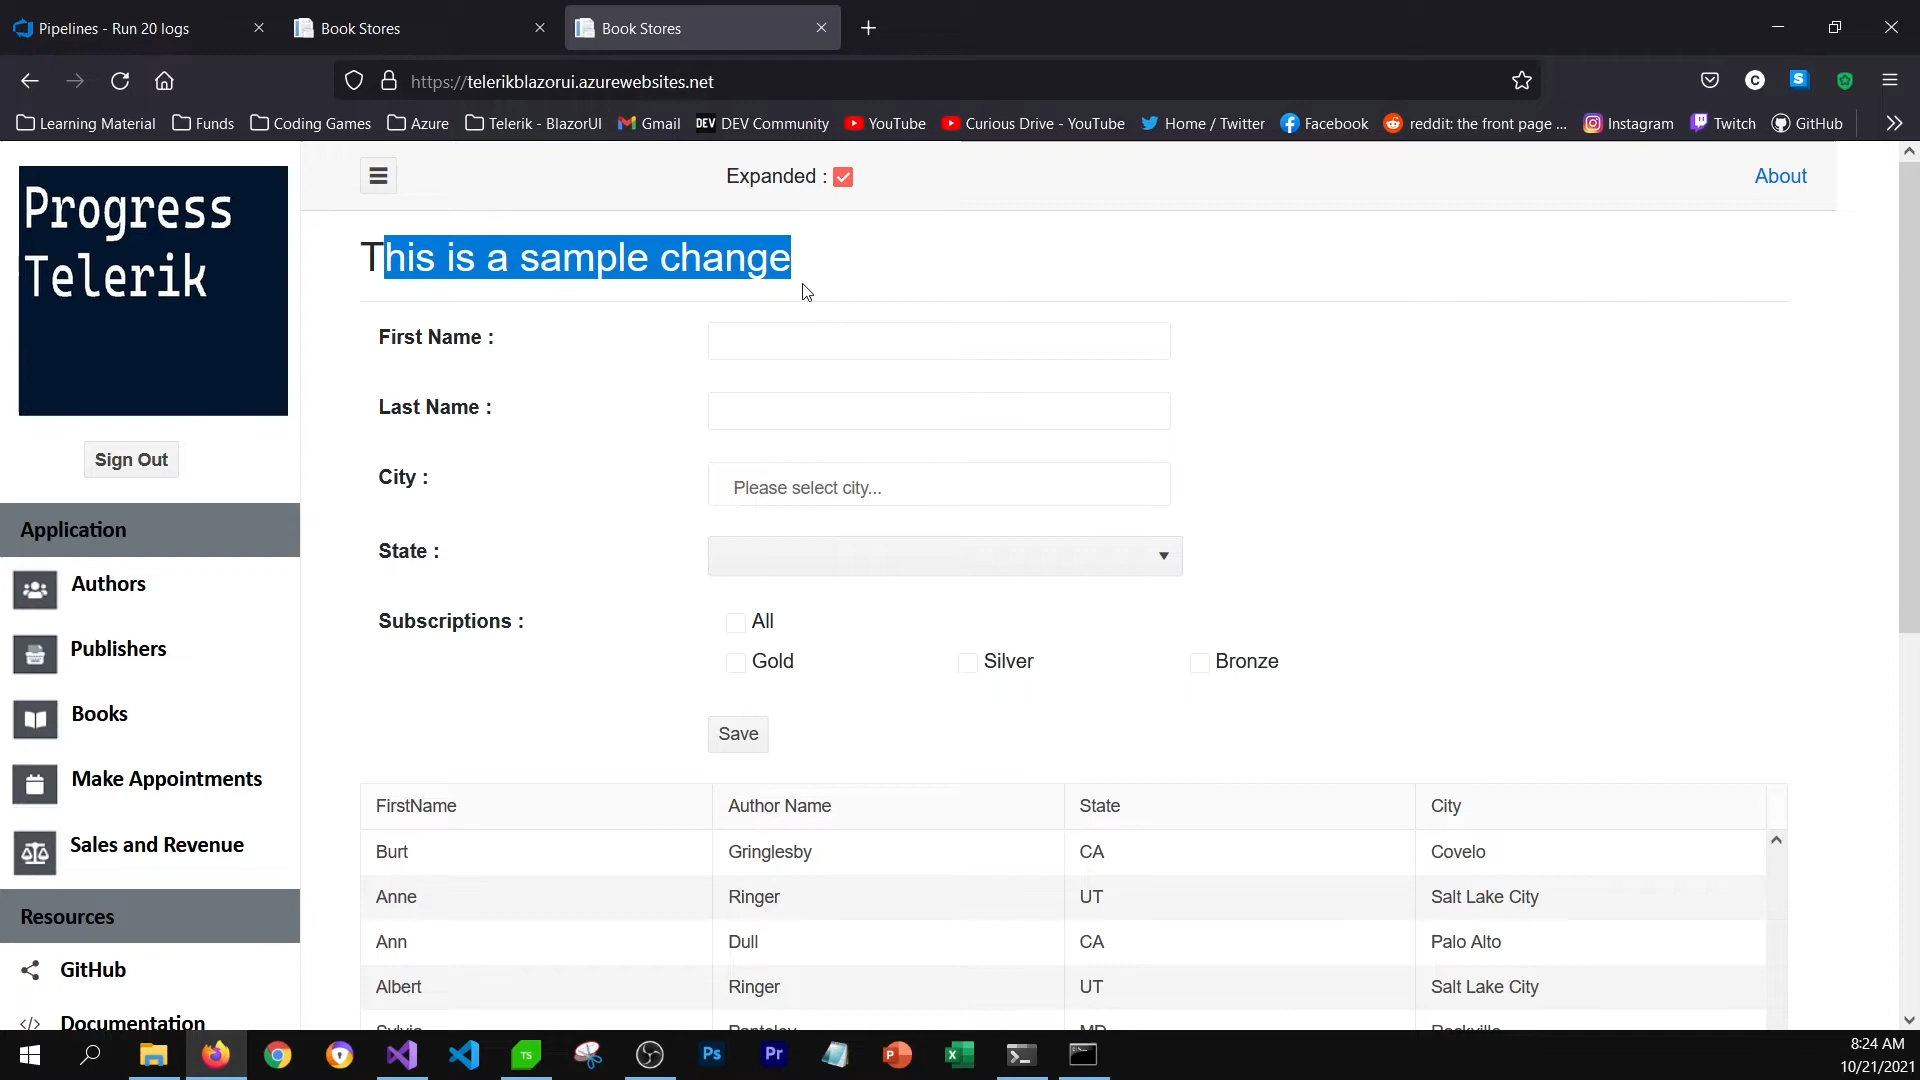 Pipelines - Run 20 logs
Book Stores
Book Stores
https://telerikblazorui.azurewebsites.net
Learning Material
Funds
Coding Games
Azure
Telerik - BlazorUI
Gmail
DEV DEV Community
YouTube
Curious Drive - YouTube
Home / Twitter
Facebook
reddit: the front page ...
Instagram
Twitch
GitHub
Progress
Telerik
Sign Out
Application
Authors
Publishers
Books
Make Appointments
Sales and Revenue
Resources
GitHub
Documentation
Expanded :
About
This is a sample change
First Name :
Last Name :
City :
Please select city...
State :
Subscriptions :
All
Gold
Silver
Bronze
Save
FirstName Author Name State City
Burt Gringlesby CA Covelo
Anne Ringer UT Salt Lake City
Ann Dull CA Palo Alto
Albert Ringer UT Salt Lake City
TS
Ps
Pr
8:24 AM
10/21/2021